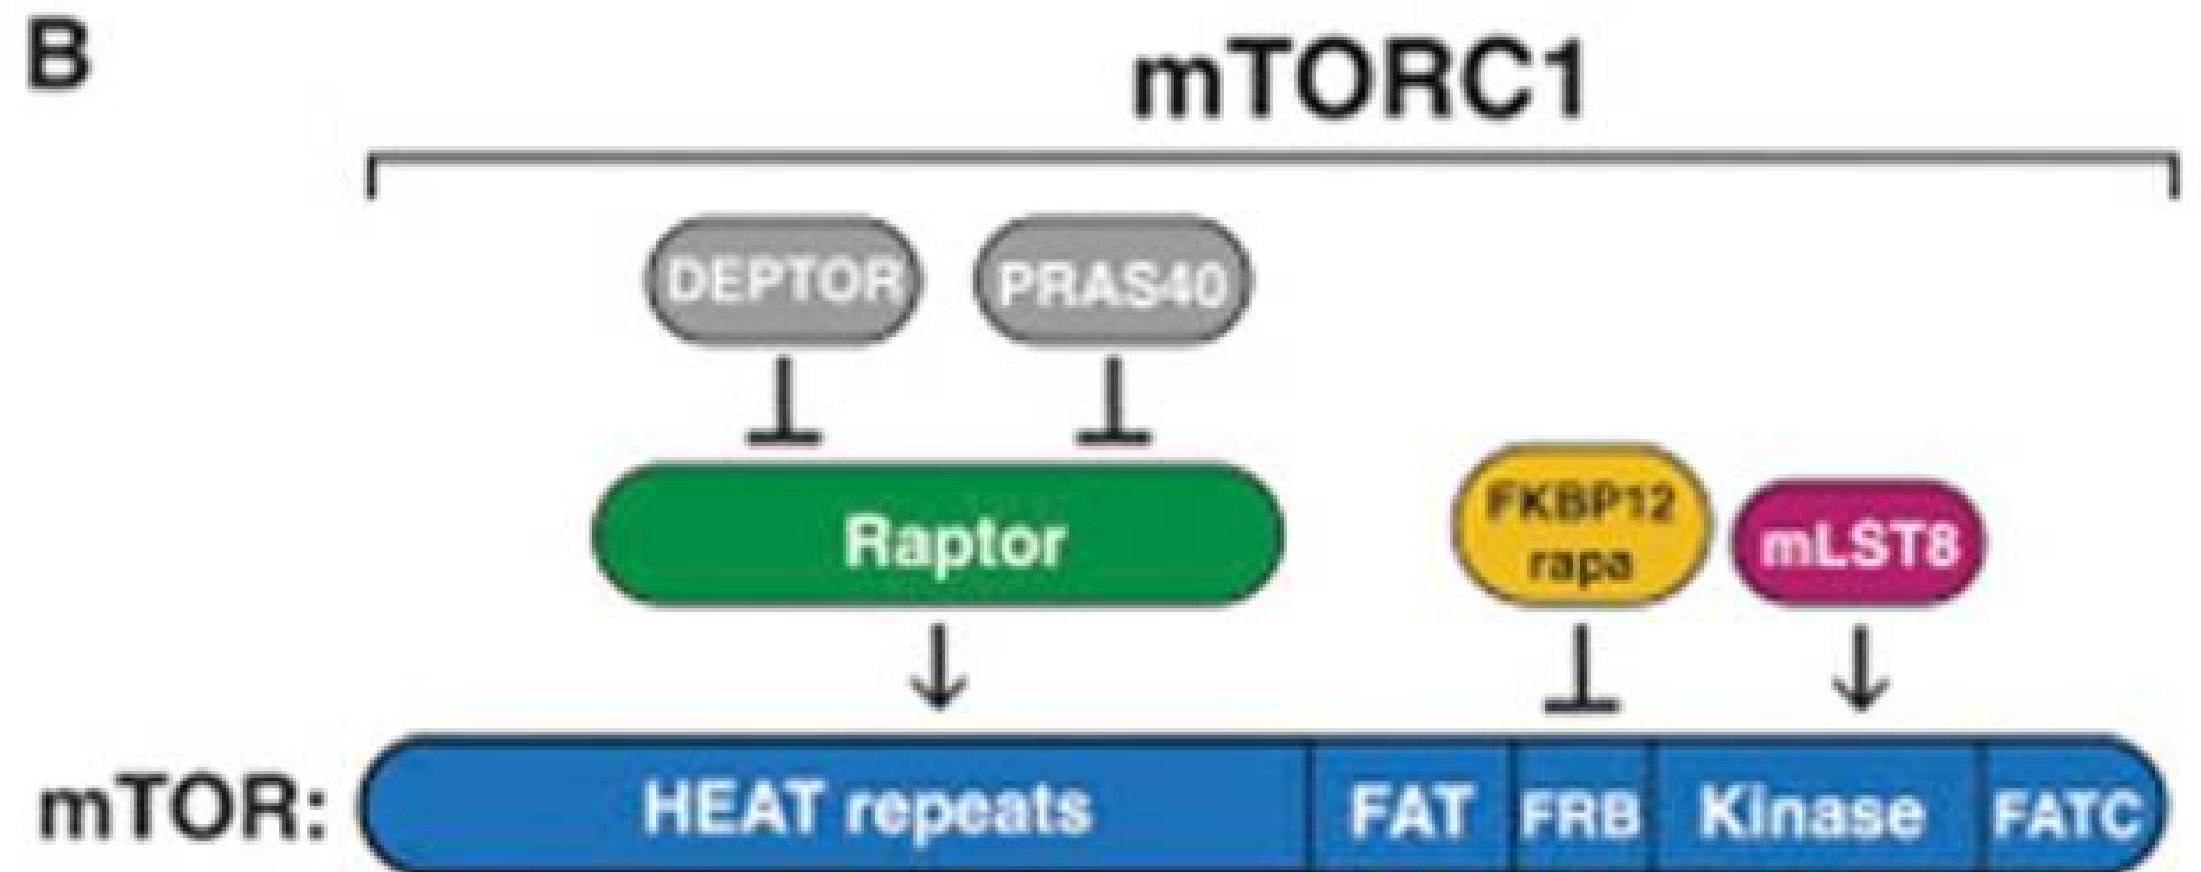 B
mTORC1
DEPTOR
PRAS40
Raptor
FKBP12
rapa
mLST8
mTOR:
HEAT repeats
FAT
FRB
Kinase
FATC